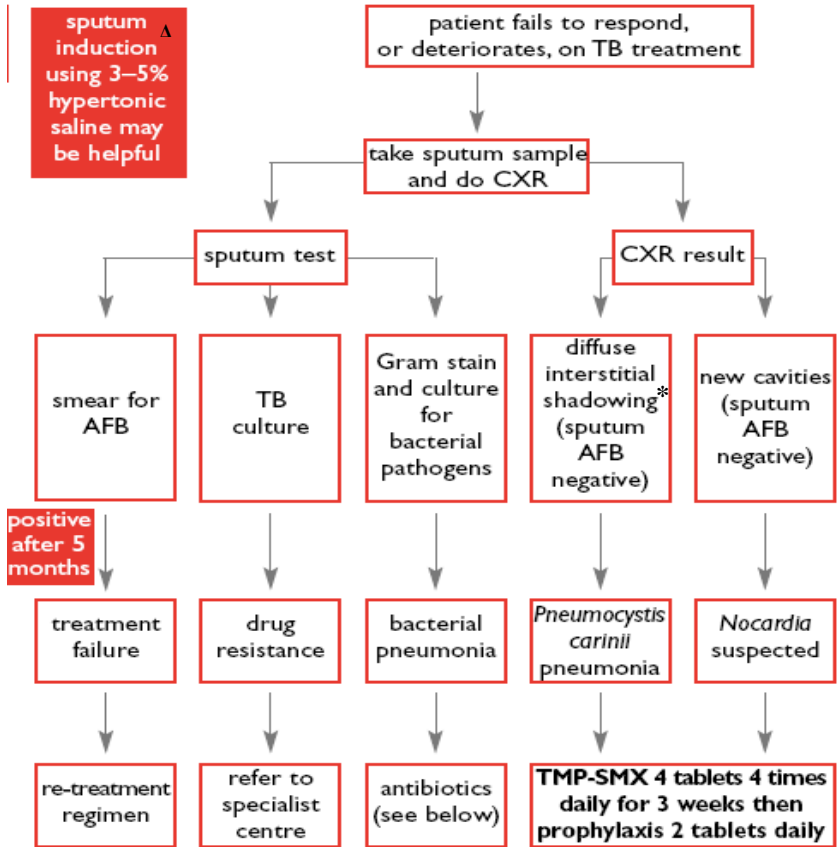 sputum Δ
induction
using 3–5%
hypertonic
saline may
be helpful
patient fails to respond,
or deteriorates, on TB treatment
take sputum sample
and do CXR
sputum test
CXR result
smear for
AFB
TB
culture
Gram stain
and culture
for
bacterial
pathogens
diffuse
interstitial
shadowing*
(sputum
AFB
negative)
new cavities
(sputum
AFB
negative)
positive
after 5
months
treatment
failure
drug
resistance
bacterial
pneumonia
Pneumocystis
carinii
pneumonia
Nocardia
suspected
re-treatment
regimen
refer to
specialist
centre
antibiotics
(see below)
TMP-SMX 4 tablets 4 times
daily for 3 weeks then
prophylaxis 2 tablets daily